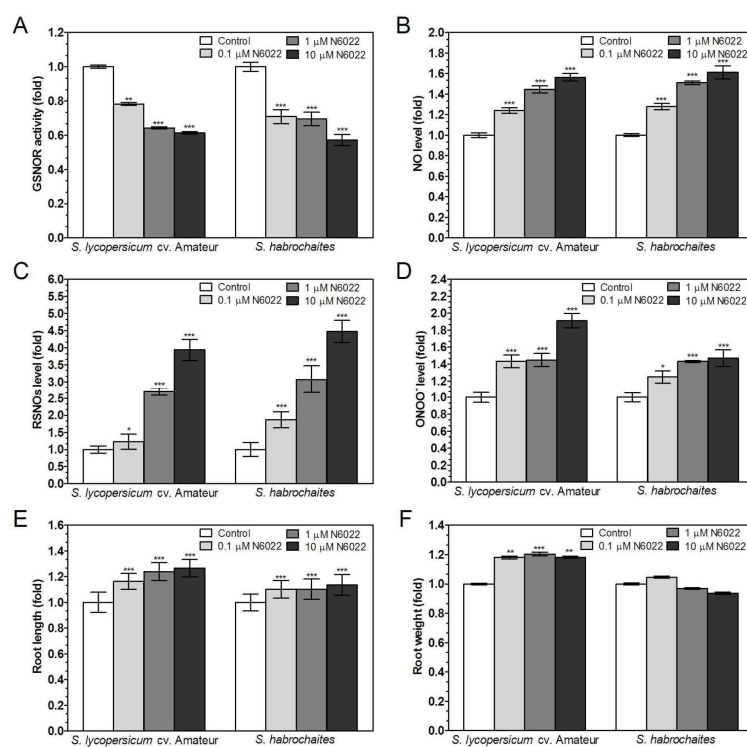 A
Control
1 µM N6022
0.1 µM N6022
10 µM N6022
GSNOR activity (fold)
1.2
1.0
0.8
0.6
0.4
0.2
0.0
**
***
***
***
***
***
S. lycopersicum cv. Amateur
S. habrochaites
B
Control
1 µM N6022
0.1 µM N6022
10 µM N6022
NO level (fold)
1.8
1.6
1.4
1.2
1.0
0.8
0.6
0.4
0.2
0.0
***
***
***
***
***
***
S. lycopersicum cv. Amateur
S. habrochaites
C
Control
1 µM N6022
0.1 µM N6022
10 µM N6022
RSNOs level (fold)
6.0
5.0
4.5
4.0
3.5
3.0
2.5
2.0
1.5
1.0
0.5
0.0
*
***
***
***
***
***
S. lycopersicum cv. Amateur
S. habrochaites
D
Control
1 µM N6022
0.1 µM N6022
10 µM N6022
ONOO- level (fold)
2.4
2.2
2.0
1.8
1.6
1.4
1.2
1.0
0.8
0.6
0.4
0.2
0.0
***
***
***
*
***
***
S. lycopersicum cv. Amateur
S. habrochaites
E
Control
1 µM N6022
0.1 µM N6022
10 µM N6022
Root length (fold)
1.6
1.4
1.2
1.0
0.8
0.6
0.4
0.2
0.0
***
***
***
***
***
***
S. lycopersicum cv. Amateur
S. habrochaites
F
Control
1 µM N6022
0.1 µM N6022
10 µM N6022
Root weight (fold)
1.4
1.2
1.0
0.8
0.6
0.4
0.2
0.0
**
***
**
S. lycopersicum cv. Amateur
S. habrochaites